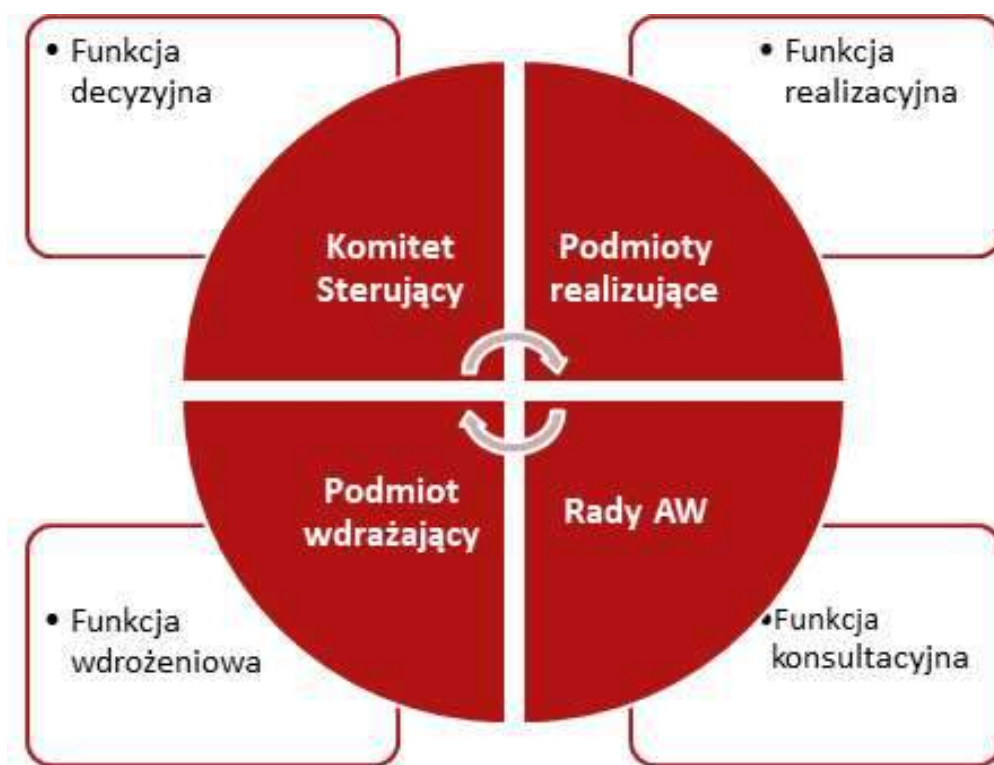 • Funkcja
decyzyjna
• Funkcja
realizacyjna
Komitet
Sterujący
Podmioty
realizujące
Podmiot
wdrażający
Rady AW
• Funkcja
wdrożeniowa
•Funkcja
konsultacyjna